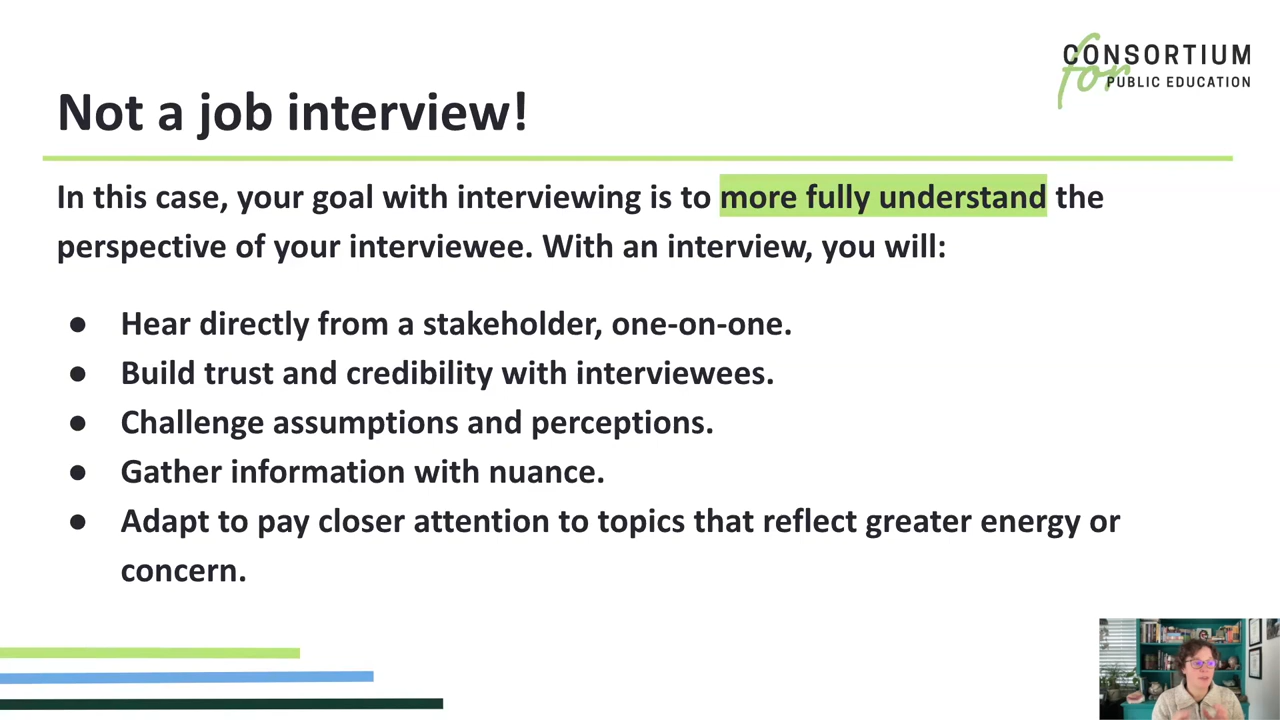 CONSORTIUM
for PUBLIC EDUCATION
Not a job interview!
In this case, your goal with interviewing is to more fully understand the
perspective of your interviewee. With an interview, you will:
● Hear directly from a stakeholder, one-on-one.
● Build trust and credibility with interviewees.
● Challenge assumptions and perceptions.
● Gather information with nuance.
● Adapt to pay closer attention to topics that reflect greater energy or
concern.